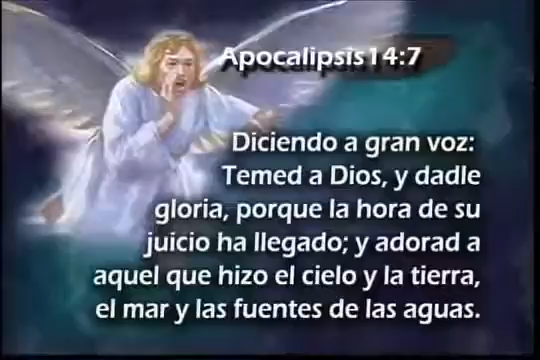 Apocalipsis 14:7
Diciendo a gran voz:
Temed a Dios, y dadle
gloria, porque la hora de su
juicio ha llegado; y adorad a
aquel que hizo el cielo y la tierra,
el mar y las fuentes de las aguas.